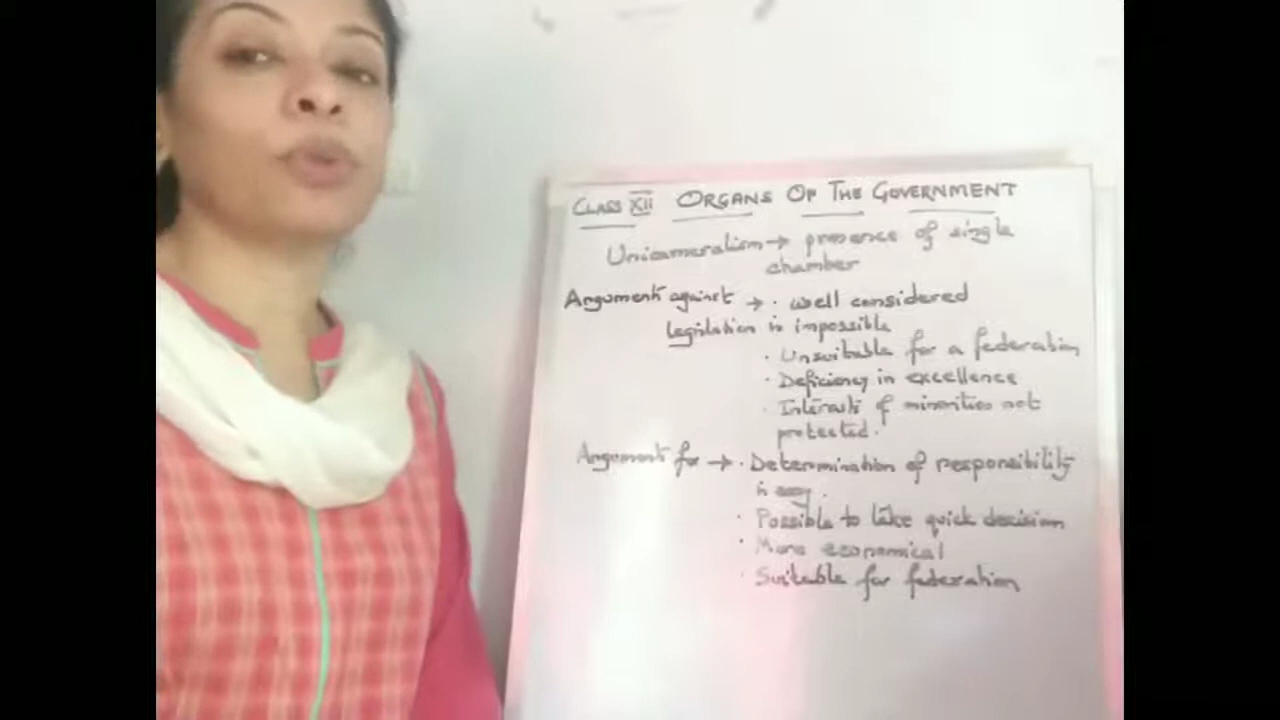 CLASS XII ORGANS OF THE GOVERNMENT
Unicameralism → presence of single
chamber
Argument against → · well considered
legislation is impossible
· Unsuitable for a federation
· Deficiency in excellence
· Interests of minorities not
protected.
Argument for → · Determination of responsibility
is easy.
· Possible to take quick decision
· More economical
· Suitable for federation